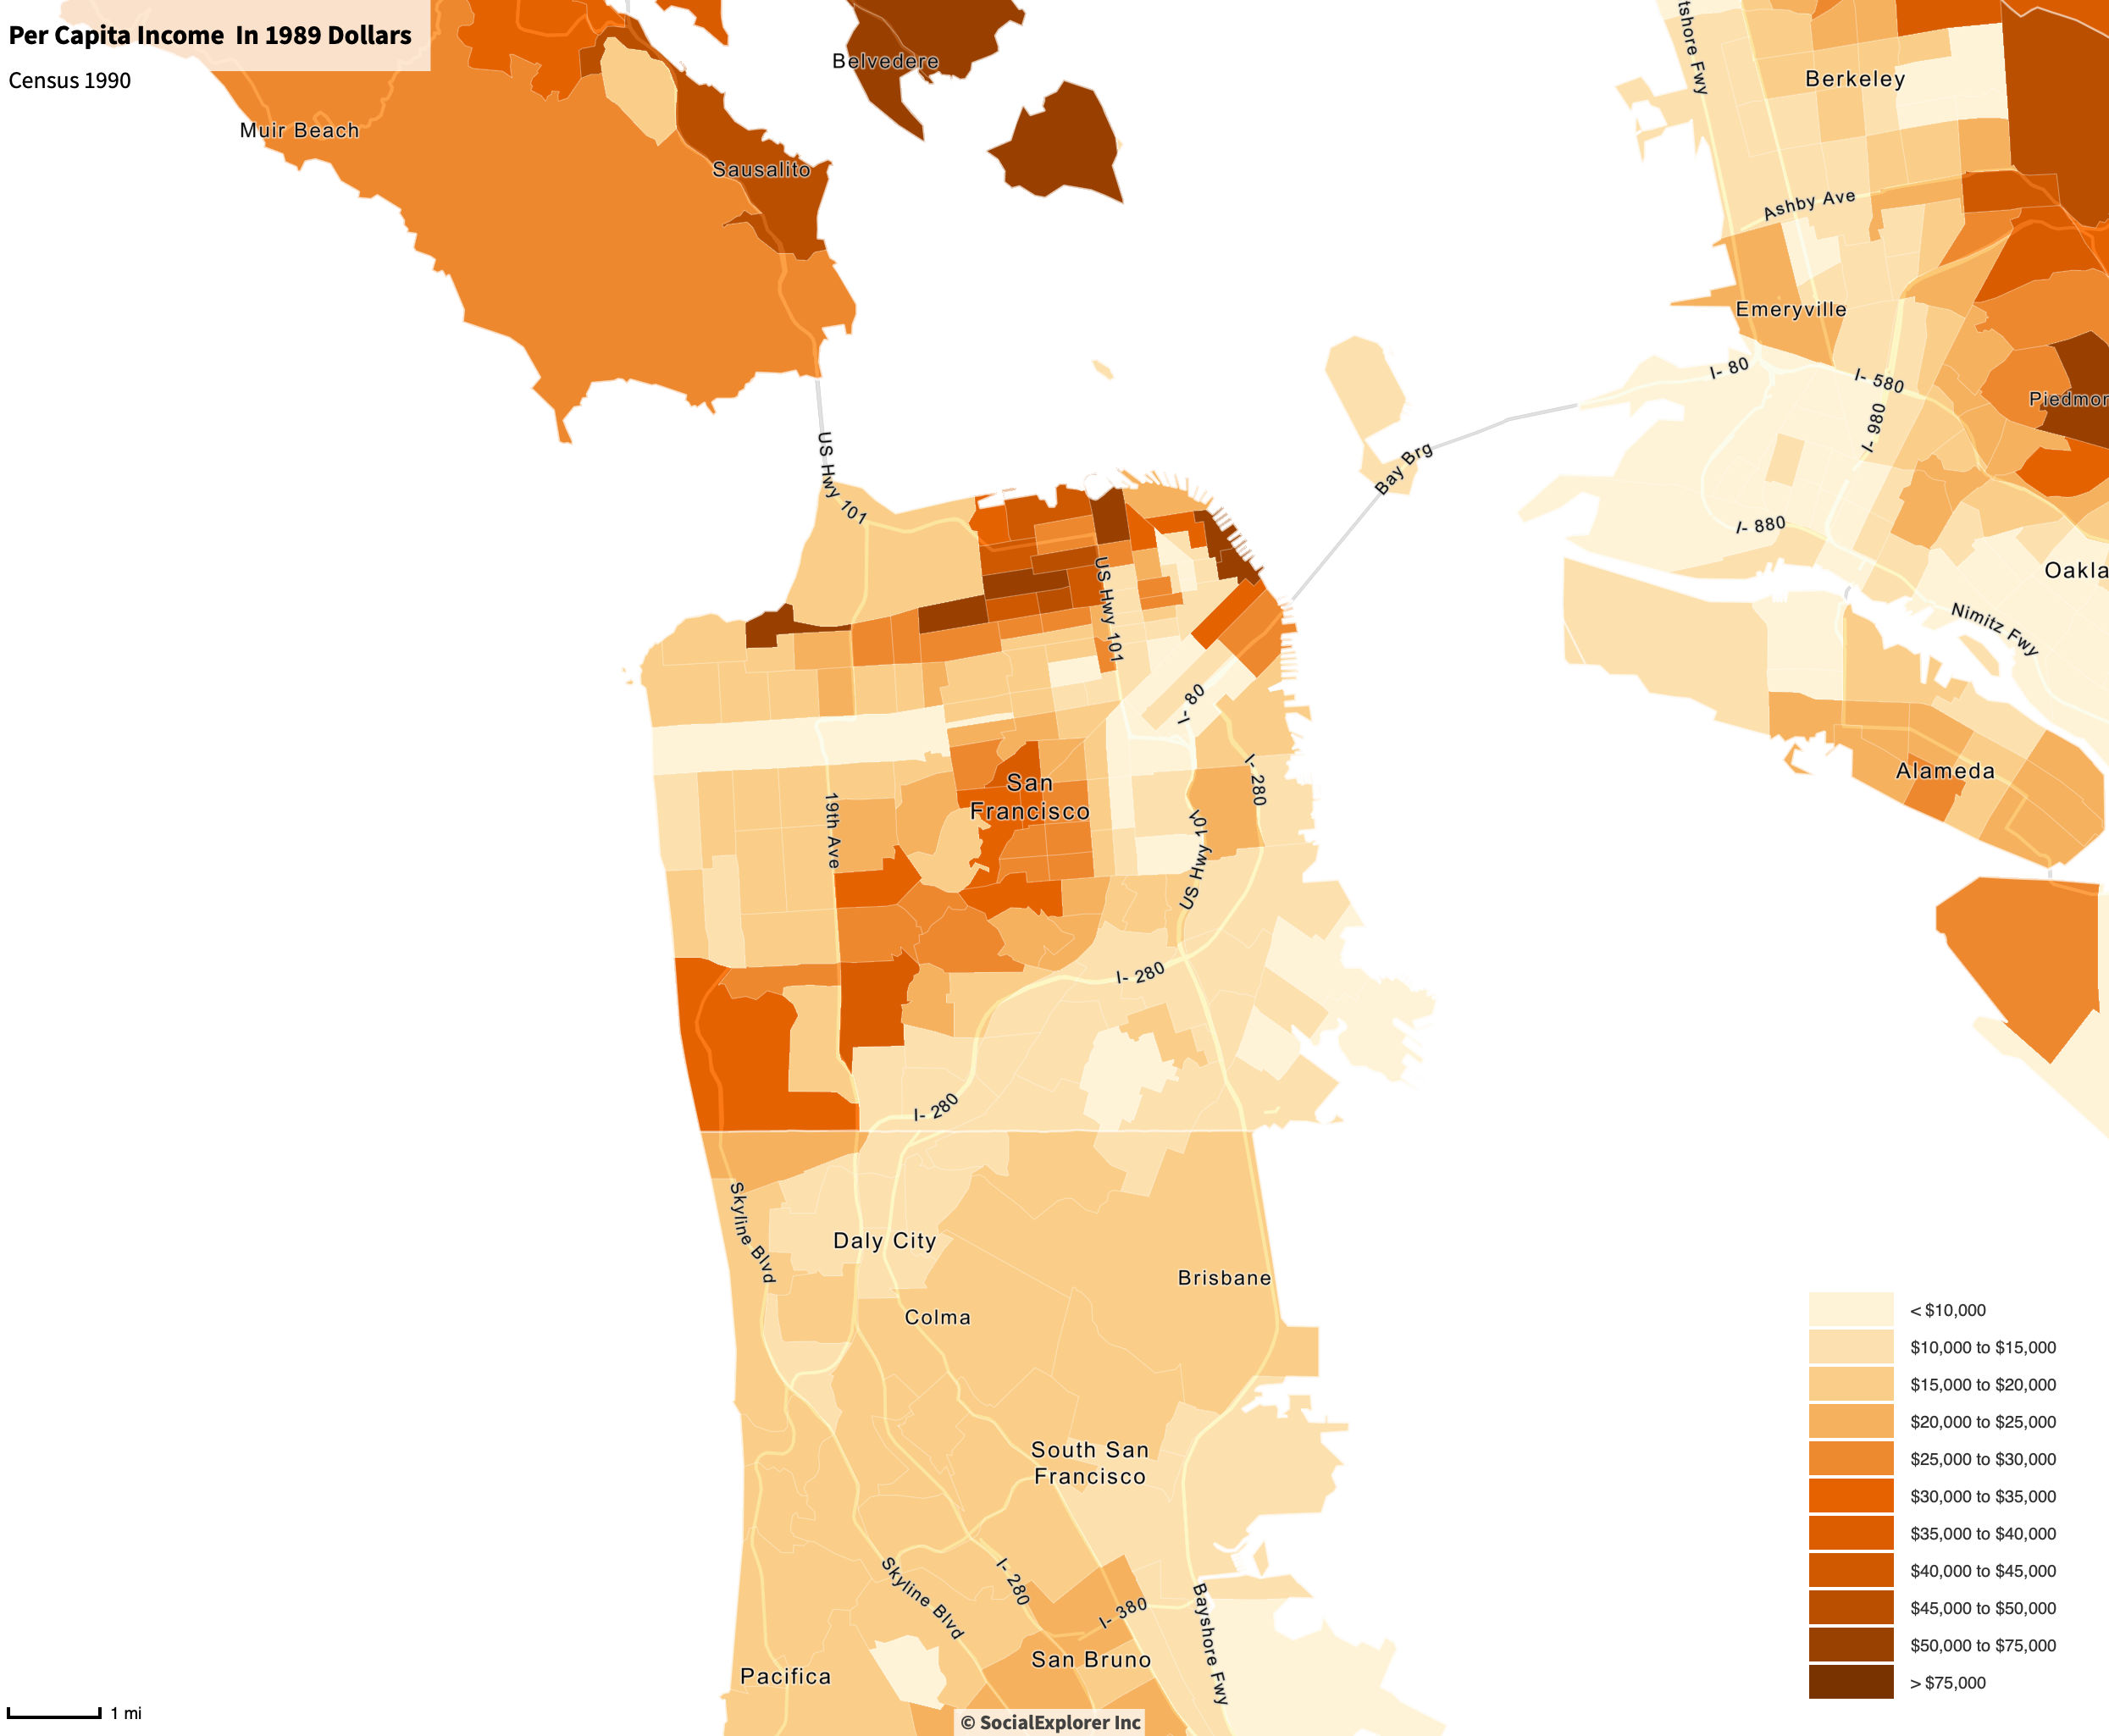 Per Capita Income In 1989 Dollars
Census 1990
Belvedere
Berkeley
Muir Beach
Sausalito
Ashby Ave
Emeryville
I- 80
I- 580
I- 980
US Hwy 101
Bay Brg
I- 880
US Hwy 101
Nimitz Fwy
I- 80
San
Francisco
19th Ave
I- 280
US Hwy 101
Alameda
I- 280
I- 280
Skyline Blvd
Daly City
Brisbane
Colma
South San
Francisco
Skyline Blvd
I- 280
I- 380
Bayshore Fwy
San Bruno
Pacifica
< $10,000
$10,000 to $15,000
$15,000 to $20,000
$20,000 to $25,000
$25,000 to $30,000
$30,000 to $35,000
$35,000 to $40,000
$40,000 to $45,000
$45,000 to $50,000
$50,000 to $75,000
> $75,000
1 mi
© SocialExplorer Inc